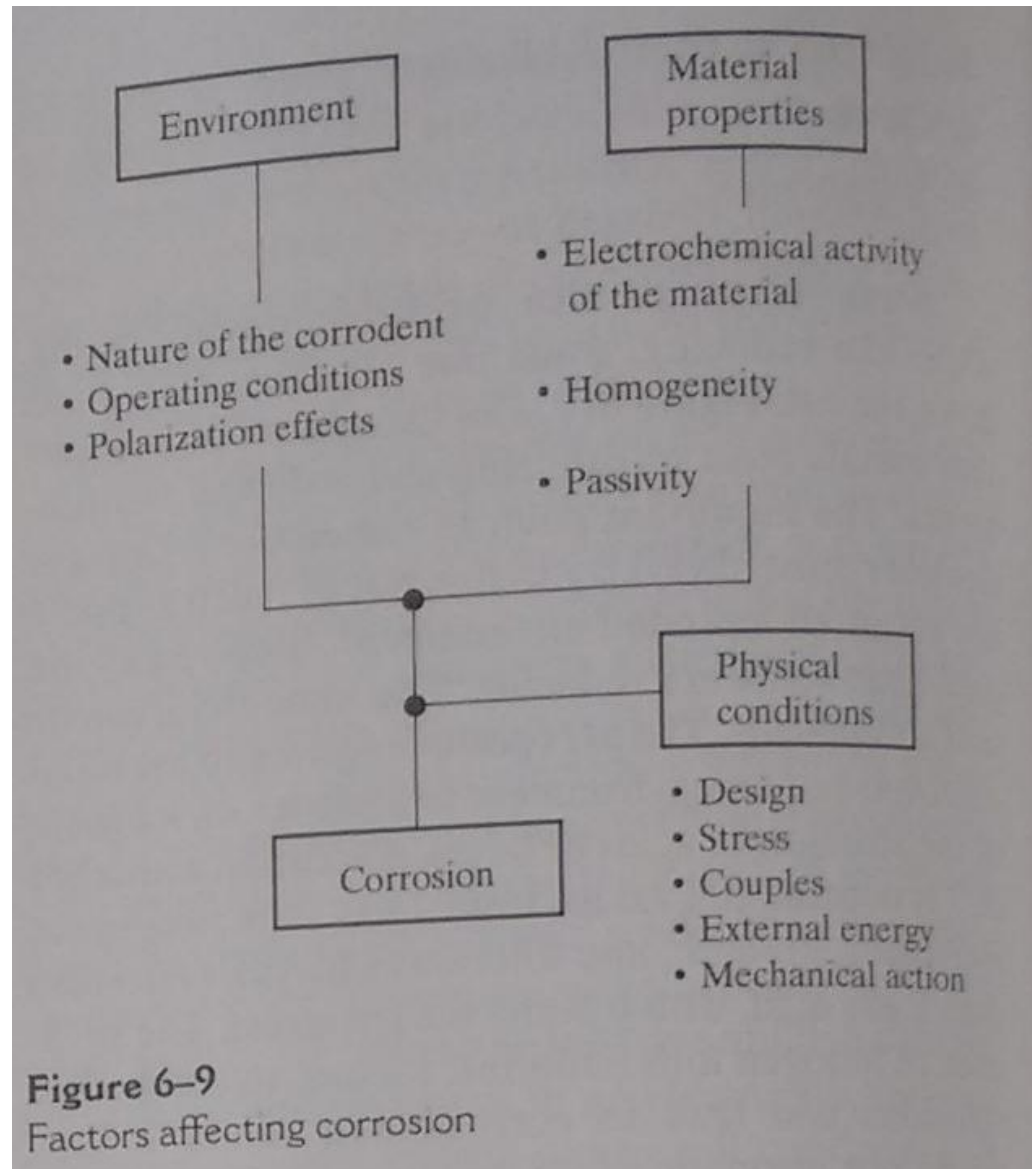 Environment
• Nature of the corrodent
• Operating conditions
• Polarization effects
Material
properties
• Electrochemical activity
of the material
• Homogeneity
• Passivity
Physical
conditions
• Design
• Stress
• Couples
• External energy
• Mechanical action
Corrosion
Figure 6–9
Factors affecting corrosion